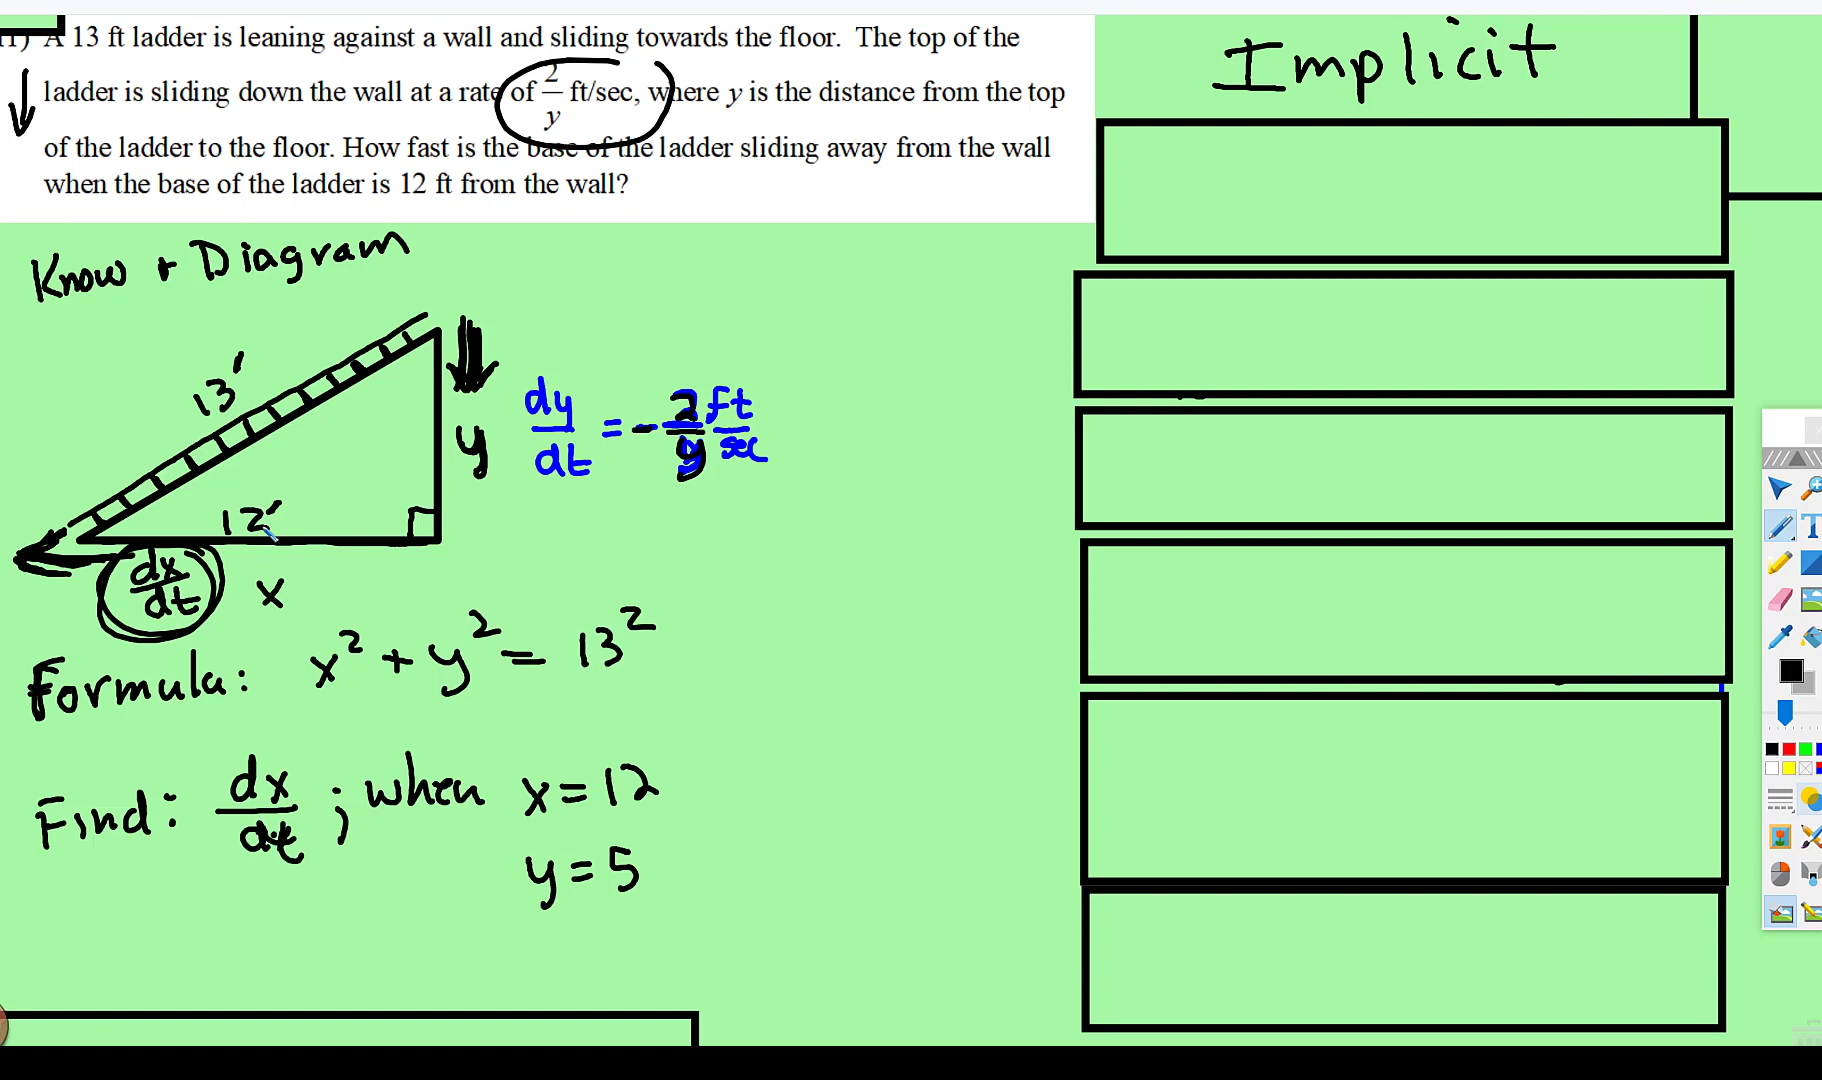 A 13 ft ladder is leaning against a wall and sliding towards the floor. The top of the
ladder is sliding down the wall at a rate of 2/y ft/sec, where y is the distance from the top
of the ladder to the floor. How fast is the base of the ladder sliding away from the wall
when the base of the ladder is 12 ft from the wall?
Implicit
Know + Diagram
13'
y
dy/dt = -2/y ft/sec
12'
dx/dt
x
Formula: x² + y² = 13²
Find: dx/dt ; when x = 12
y = 5